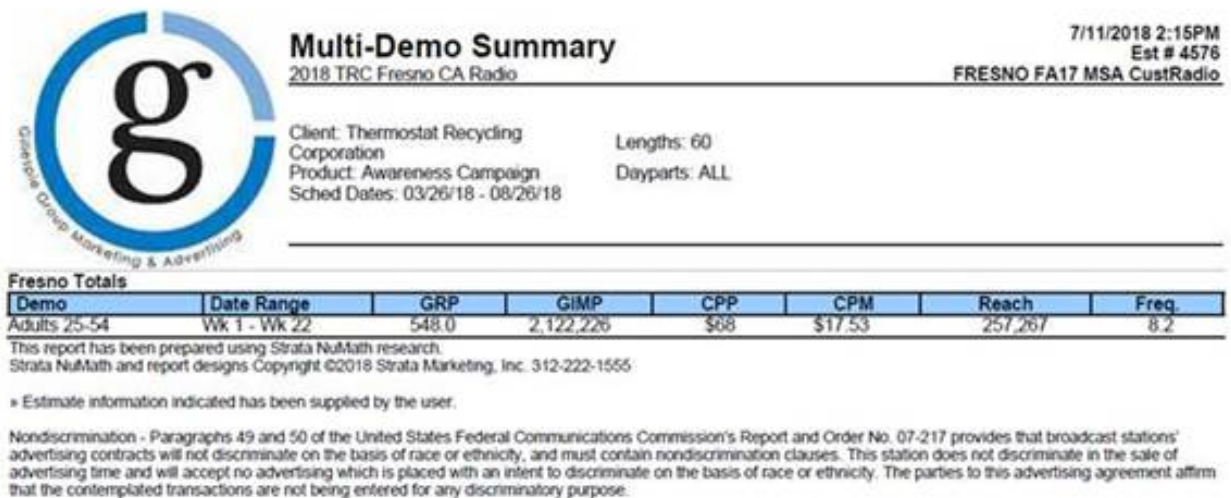 g
Gillespie Group Marketing & Advertising
Multi-Demo Summary
2018 TRC Fresno CA Radio
7/11/2018 2:15PM
Est # 4576
FRESNO FA17 MSA CustRadio
Client: Thermostat Recycling
Corporation
Product: Awareness Campaign
Sched Dates: 03/26/18 - 08/26/18
Lengths: 60
Dayparts: ALL
Fresno Totals
Demo Date Range GRP GIMP CPP CPM Reach Freq.
Adults 25-54 Wk 1 - Wk 22 548.0 2,122,226 $68 $17.53 257,267 8.2
This report has been prepared using Strata NuMath research.
Strata NuMath and report designs Copyright ©2018 Strata Marketing, Inc. 312-222-1555
» Estimate information indicated has been supplied by the user.
Nondiscrimination - Paragraphs 49 and 50 of the United States Federal Communications Commission's Report and Order No. 07-217 provides that broadcast stations'
advertising contracts will not discriminate on the basis of race or ethnicity, and must contain nondiscrimination clauses. This station does not discriminate in the sale of
advertising time and will accept no advertising which is placed with an intent to discriminate on the basis of race or ethnicity. The parties to this advertising agreement affirm
that the contemplated transactions are not being entered for any discriminatory purpose.